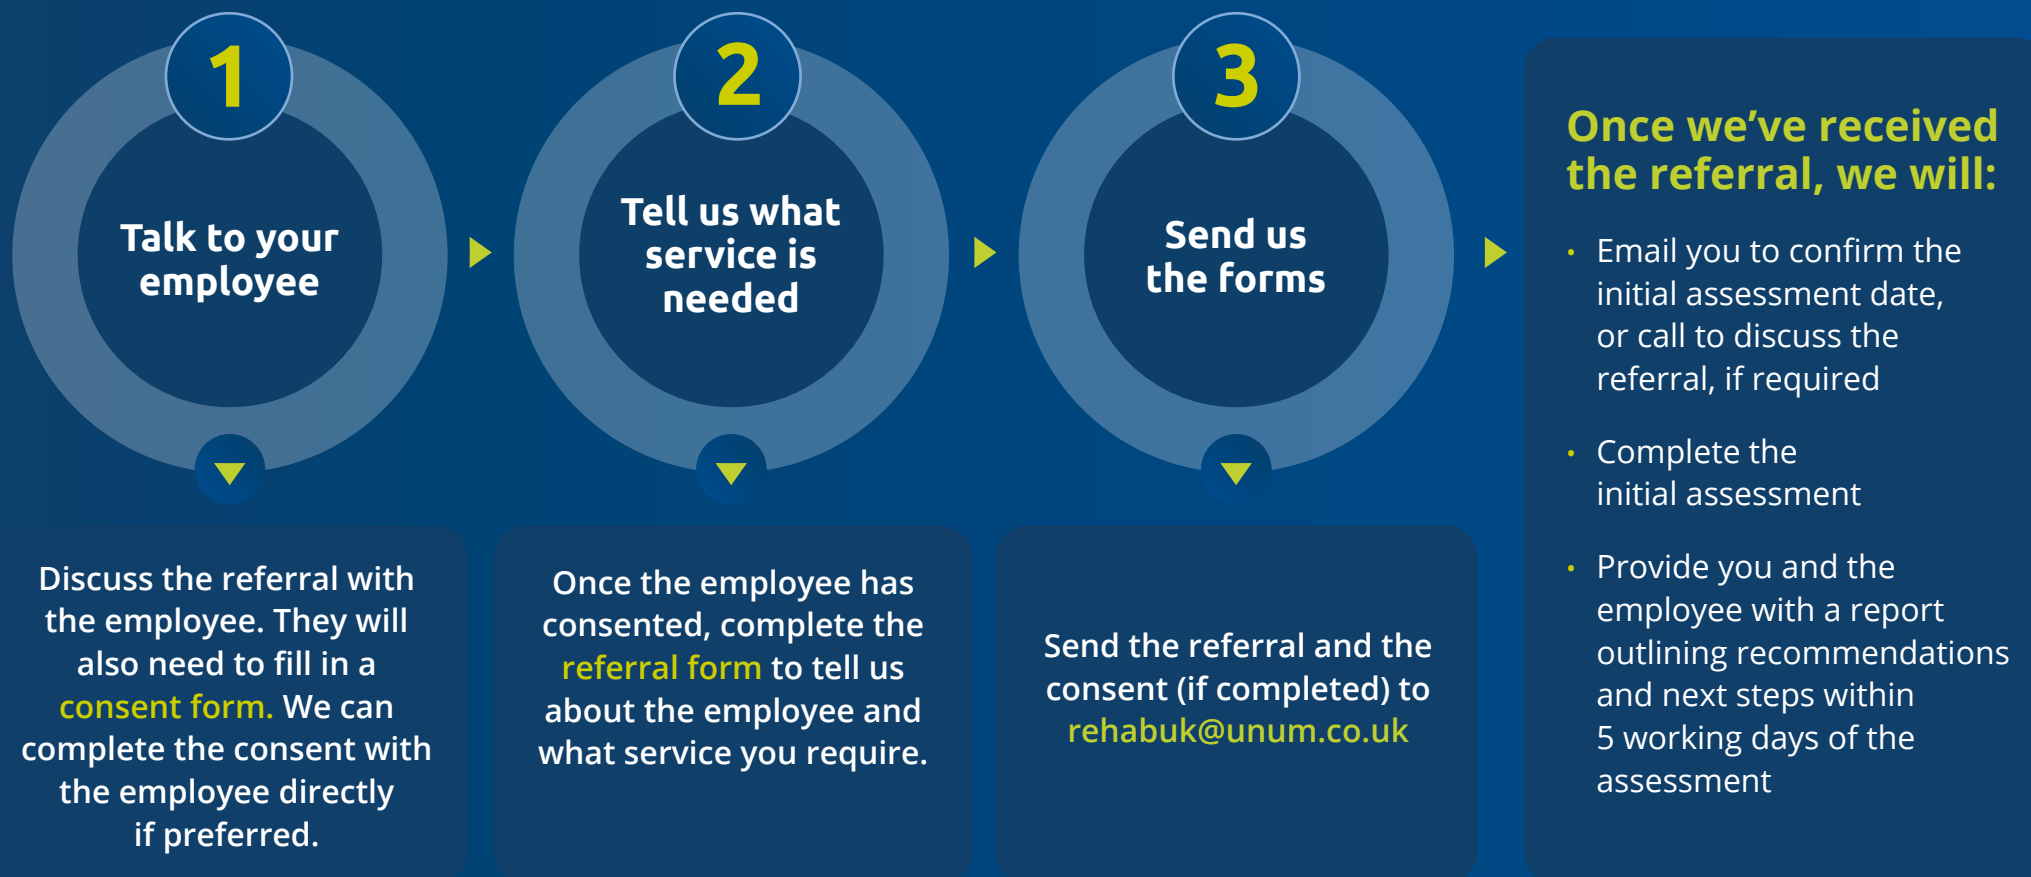 1
Talk to your
employee
Discuss the referral with
the employee. They will
also need to fill in a
consent form. We can
complete the consent with
the employee directly
if preferred.
2
Tell us what
service is
needed
Once the employee has
consented, complete the
referral form to tell us
about the employee and
what service you require.
3
Send us
the forms
Send the referral and the
consent (if completed) to
rehabuk@unum.co.uk
Once we’ve received
the referral, we will:
• Email you to confirm the
initial assessment date,
or call to discuss the
referral, if required
• Complete the
initial assessment
• Provide you and the
employee with a report
outlining recommendations
and next steps within
5 working days of the
assessment